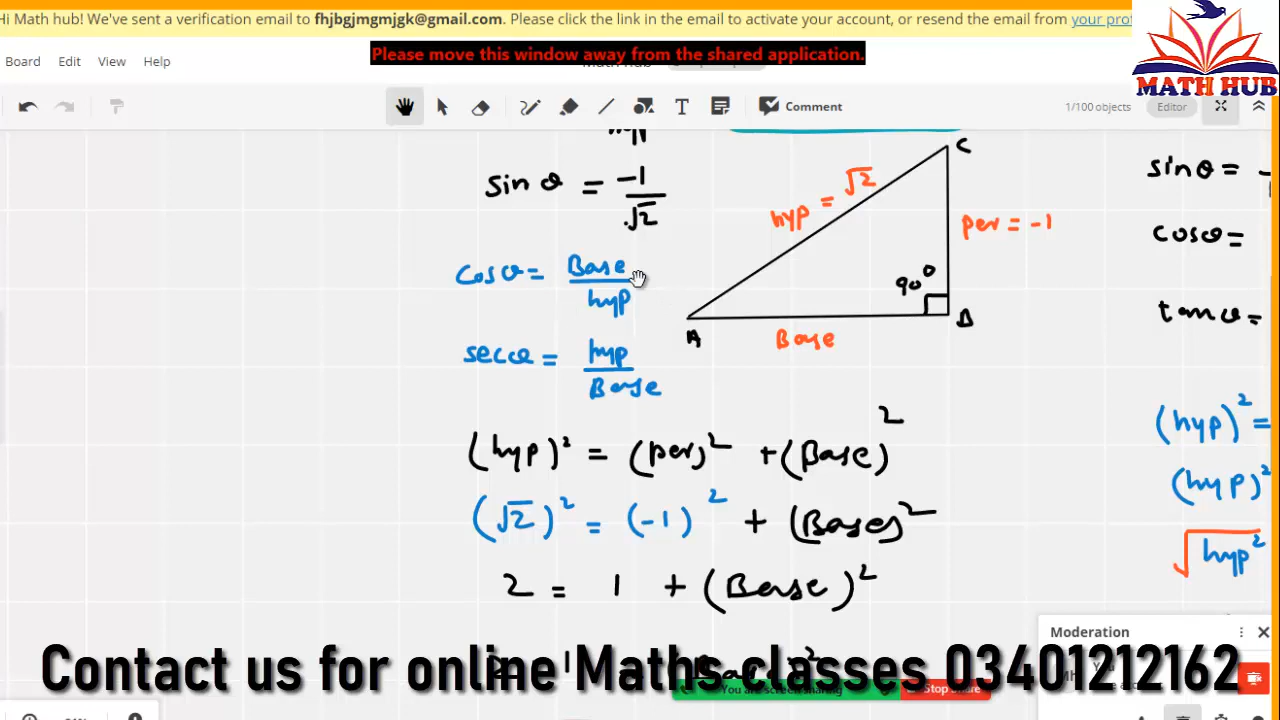 Hi Math hub! We've sent a verification email to fhjbgjmgmjgk@gmail.com. Please click the link in the email to activate your account, or resend the email from your prof
Please move this window away from the shared application.
MATH HUB
Board Edit View Help
Comment
1/100 objects
Editor
sin θ = -1/√2
cos θ = Base/hyp
sec θ = hyp/Base
C
hyp = √2
per = -1
90°
A
B
Base
sin θ = -
cos θ =
tan θ =
(hyp)² = (per)² + (Base)²
(√2)² = (-1)² + (Base)²
2 = 1 + (Base)²
(hyp)² =
(hyp)²
√hyp²
Moderation
You are screen sharing
Stop Share
Contact us for online Maths classes 03401212162